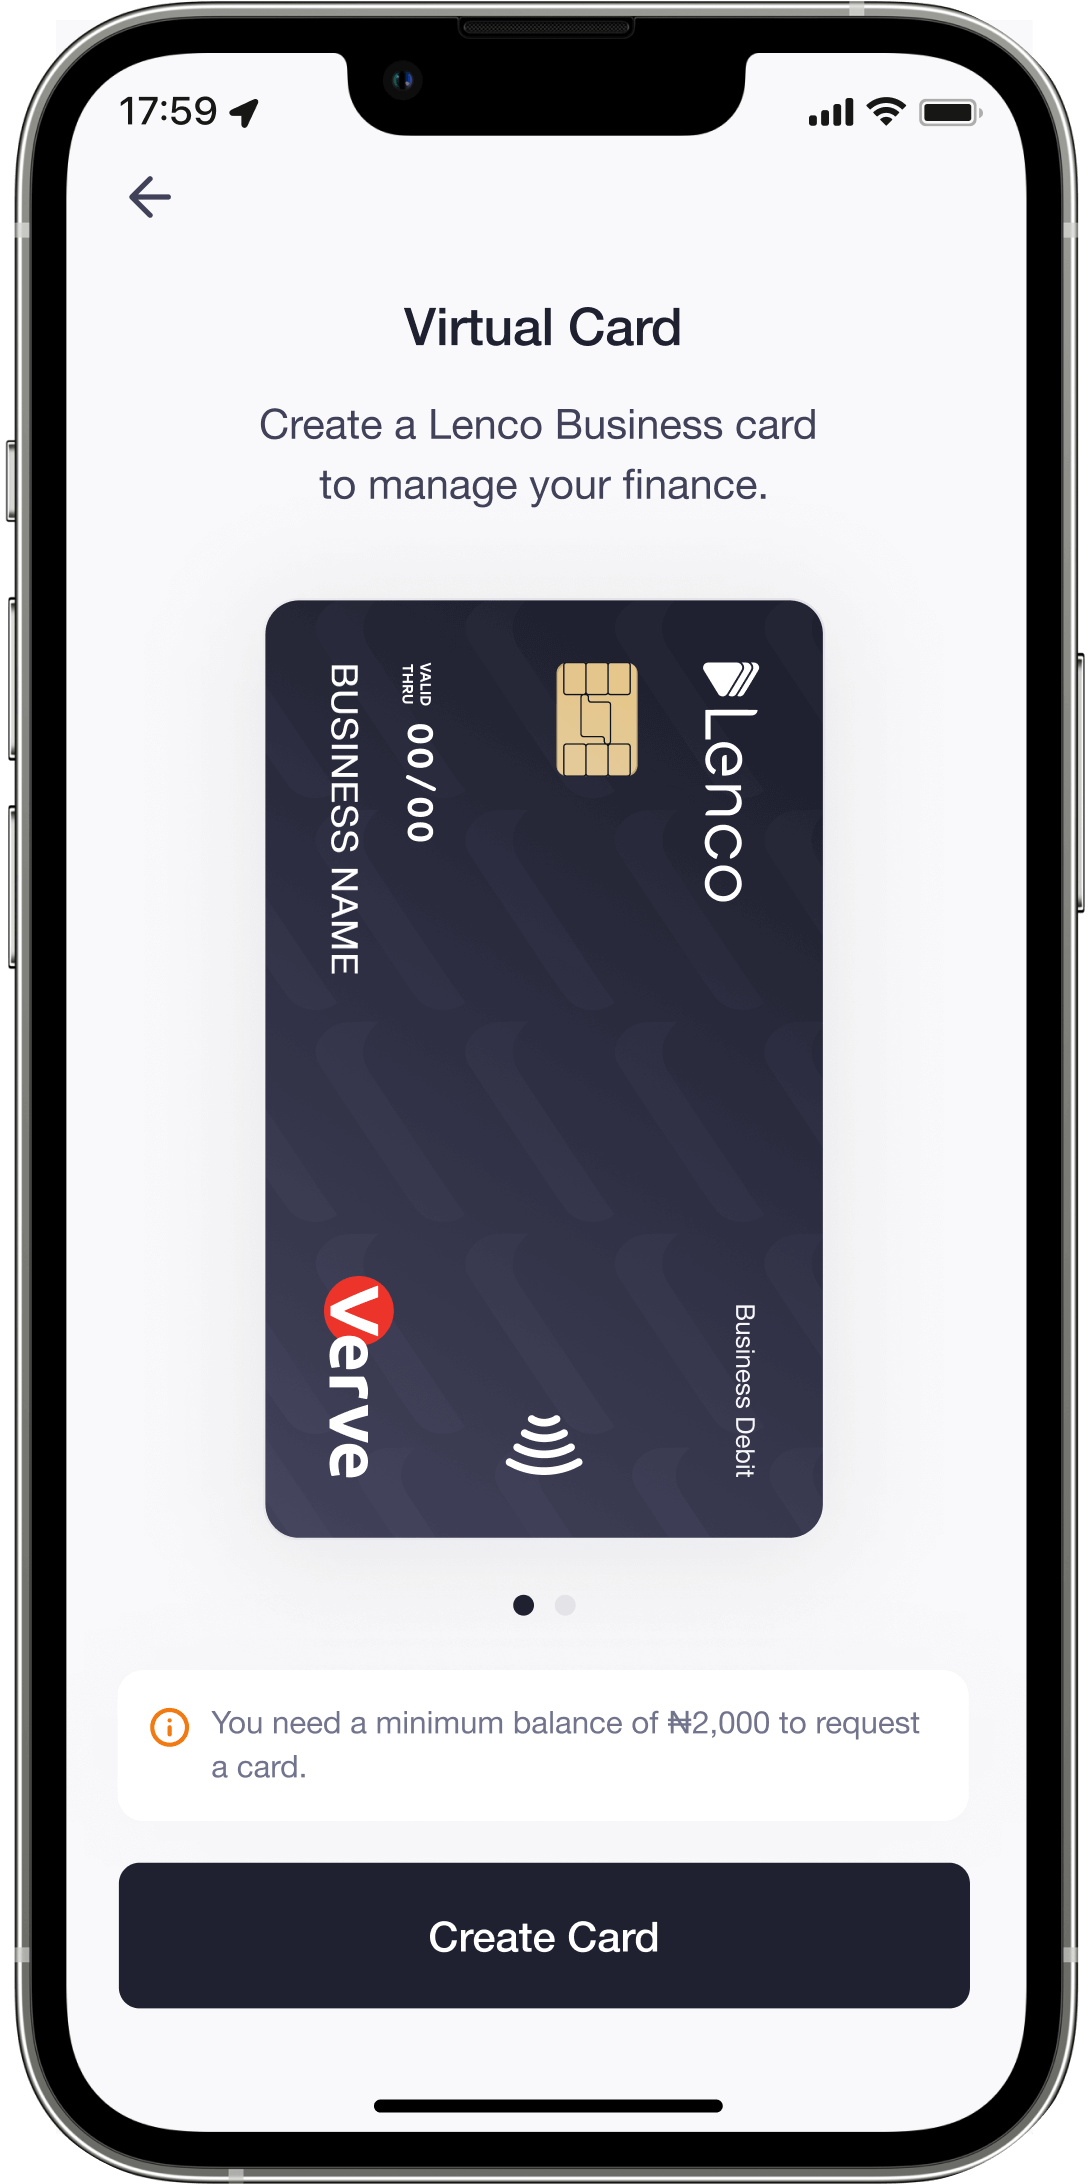 17:59
Virtual Card
Create a Lenco Business card
to manage your finance.
Lenco
Business Debit
VALID
THRU
00/00
BUSINESS NAME
Verve
You need a minimum balance of ₦2,000 to request
a card.
Create Card